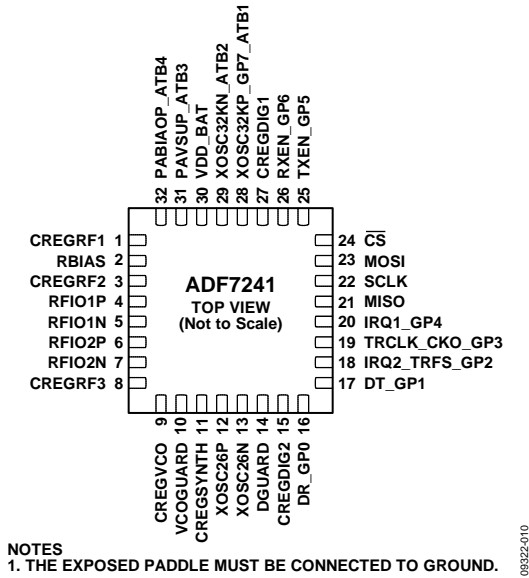 32 PABIAOP_ATB4
31 PAVSUP_ATB3
30 VDD_BAT
29 XOSC32KN_ATB2
28 XOSC32KP_GP7_ATB1
27 CREGDIG1
26 RXEN_GP6
25 TXEN_GP5
CREGRF1 1
RBIAS 2
CREGRF2 3
RFIO1P 4
RFIO1N 5
RFIO2P 6
RFIO2N 7
CREGRF3 8
ADF7241
TOP VIEW
(Not to Scale)
24 C̅S̅
23 MOSI
22 SCLK
21 MISO
20 IRQ1_GP4
19 TRCLK_CKO_GP3
18 IRQ2_TRFS_GP2
17 DT_GP1
CREGVCO 9
VCOGUARD 10
CREGSYNTH 11
XOSC26P 12
XOSC26N 13
DGUARD 14
CREGDIG2 15
DR_GP0 16
NOTES
1. THE EXPOSED PADDLE MUST BE CONNECTED TO GROUND.
09322-010